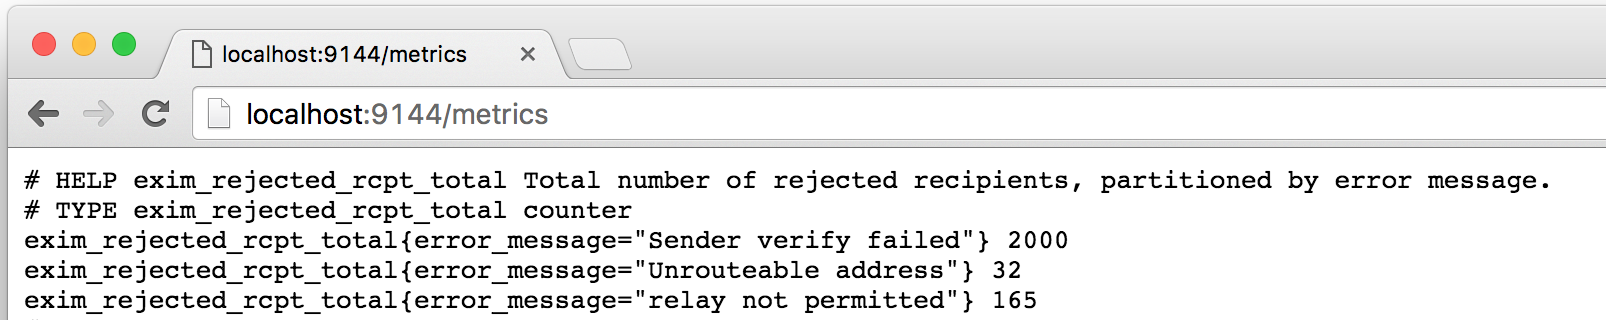 localhost:9144/metrics
localhost:9144/metrics
# HELP exim_rejected_rcpt_total Total number of rejected recipients, partitioned by error message.
# TYPE exim_rejected_rcpt_total counter
exim_rejected_rcpt_total{error_message="Sender verify failed"} 2000
exim_rejected_rcpt_total{error_message="Unrouteable address"} 32
exim_rejected_rcpt_total{error_message="relay not permitted"} 165